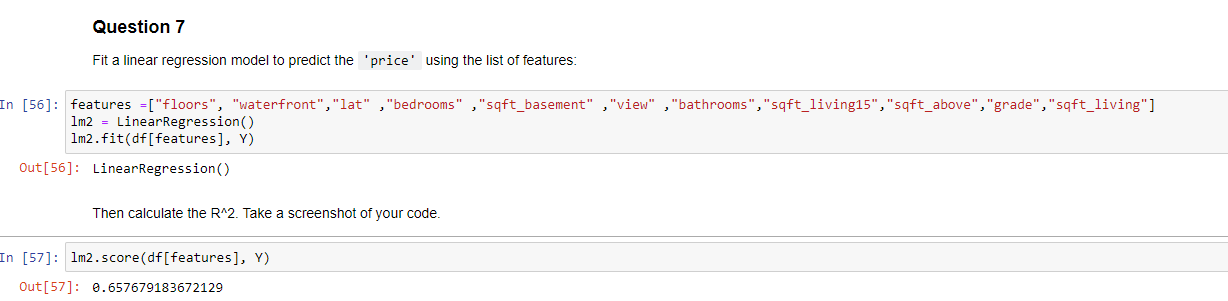 Question 7
Fit a linear regression model to predict the 'price' using the list of features:
In [56]: features =["floors", "waterfront","lat" ,"bedrooms" ,"sqft_basement" ,"view" ,"bathrooms","sqft_living15","sqft_above","grade","sqft_living"]
lm2 = LinearRegression()
lm2.fit(df[features], Y)
Out[56]: LinearRegression()
Then calculate the R^2. Take a screenshot of your code.
In [57]: lm2.score(df[features], Y)
Out[57]: 0.657679183672129